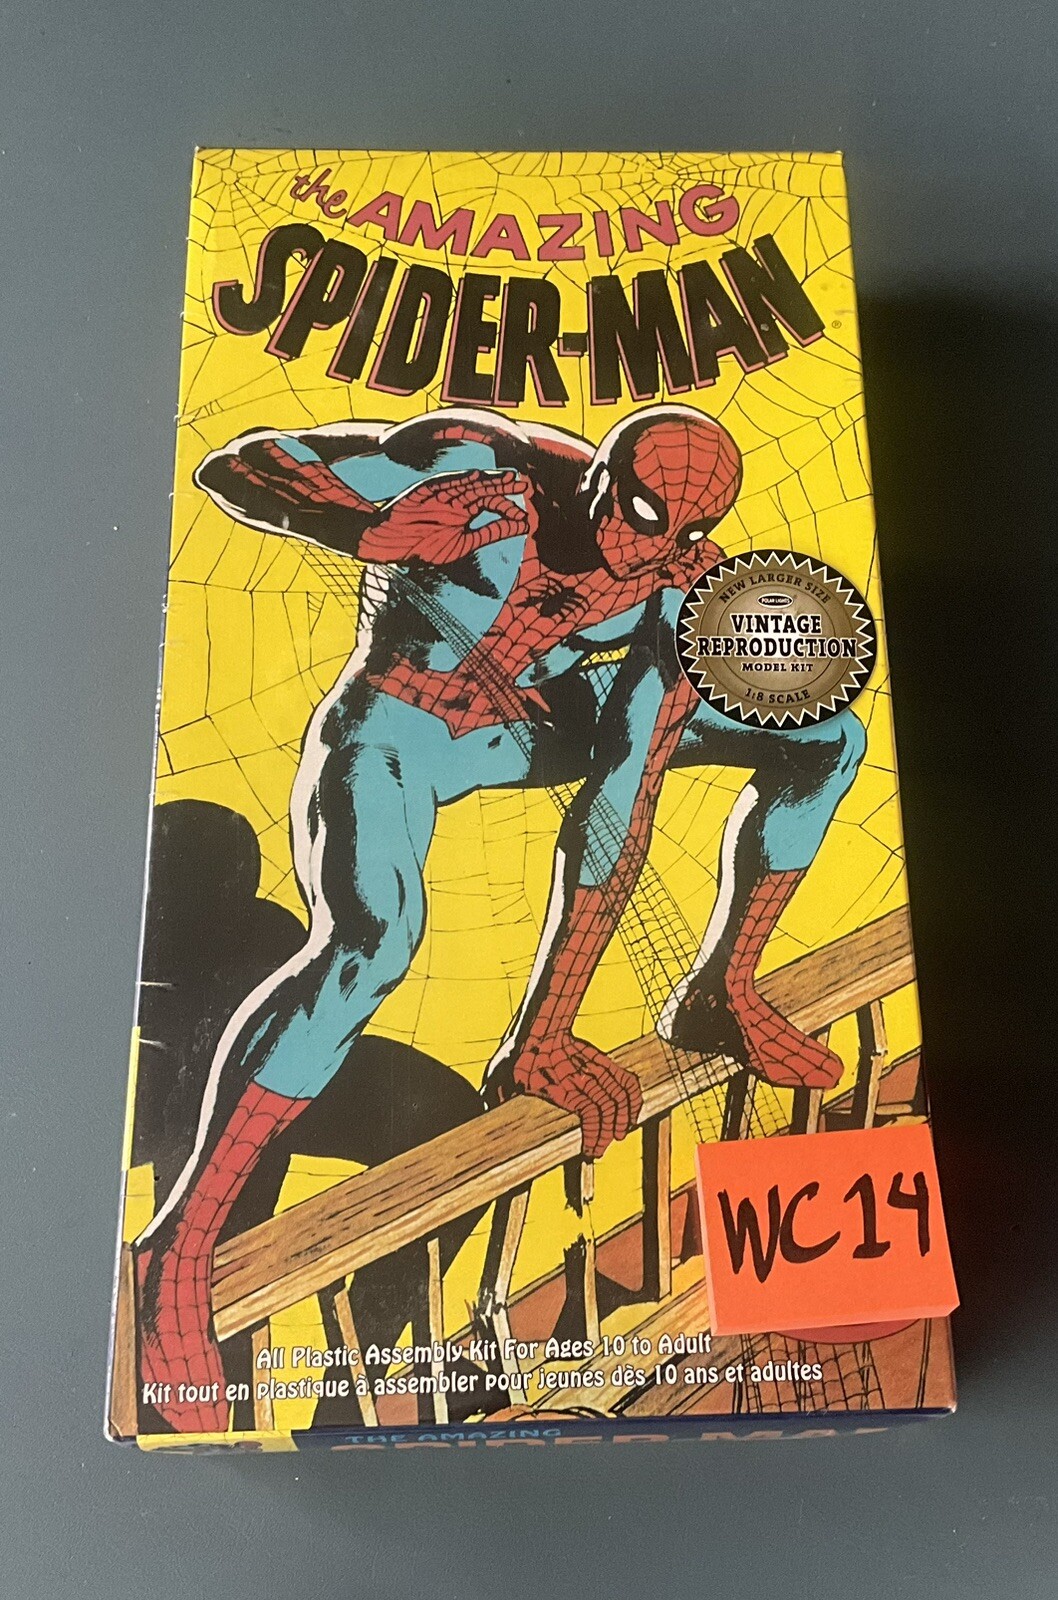 the AMAZING
SPIDER-MAN®
NEW LARGER SIZE
POLAR LIGHTS
VINTAGE
REPRODUCTION
MODEL KIT
1:8 SCALE
WC14
All Plastic Assembly Kit For Ages 10 to Adult
Kit tout en plastique à assembler pour jeunes dès 10 ans et adultes
THE AMAZING
SPIDER-MA